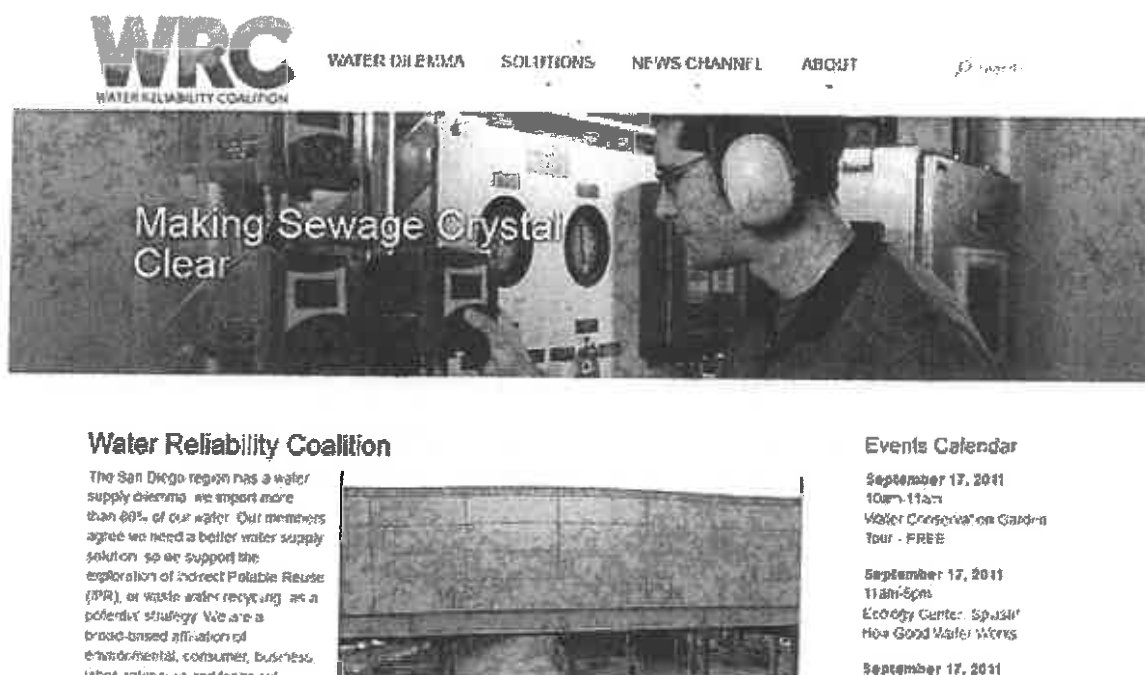 WRC
WATER RELIABILITY COALITION
WATER DILEMMA SOLUTIONS NEWS CHANNEL ABOUT
Making Sewage Crystal
Clear
Water Reliability Coalition
The San Diego region has a water
supply dilemma we import more
than 80% of our water. Our members
agree we need a better water supply
solution so we support the
exploration of Indirect Potable Reuse
(IPR), or waste water recycling, as a
potential strategy. We are a
broad-based affiliation of
environmental, consumer, business,
Events Calendar
September 17, 2011
10am-11am
Water Conservation Garden
Tour - FREE
September 17, 2011
11am-5pm
Ecology Center: Splash!
How Good Water Works
September 17, 2011